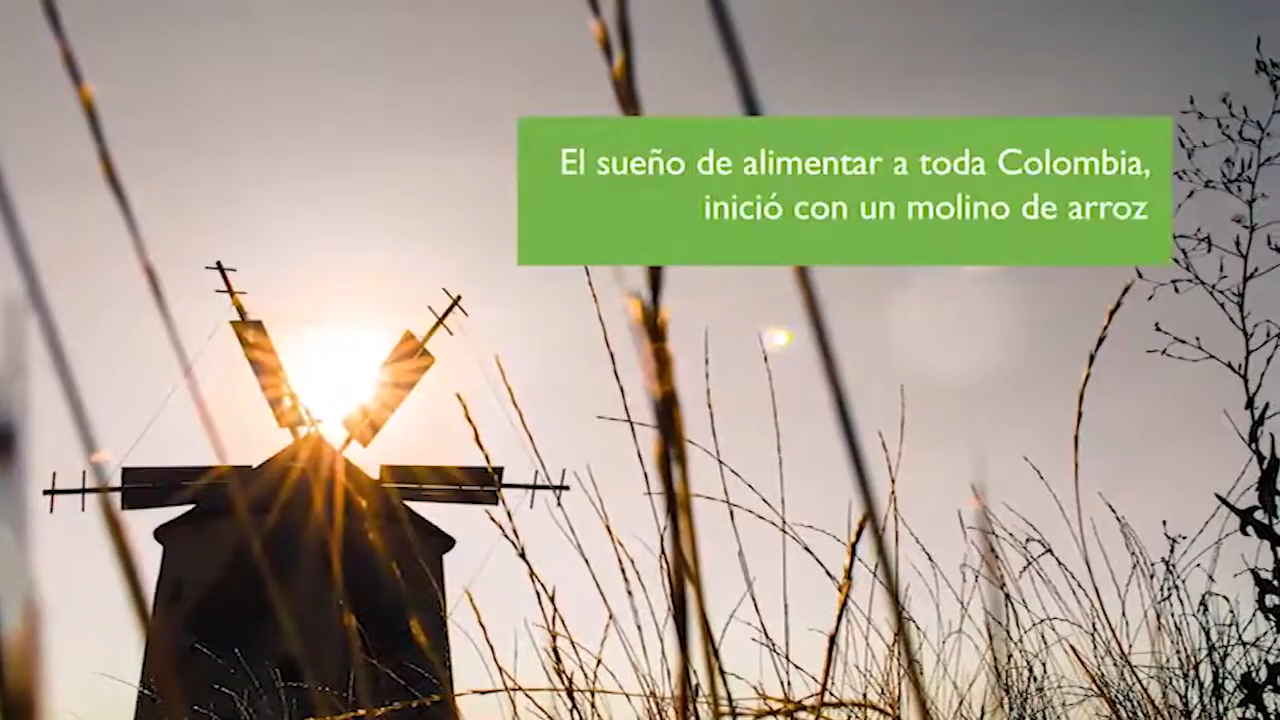 El sueño de alimentar a toda Colombia,
inició con un molino de arroz